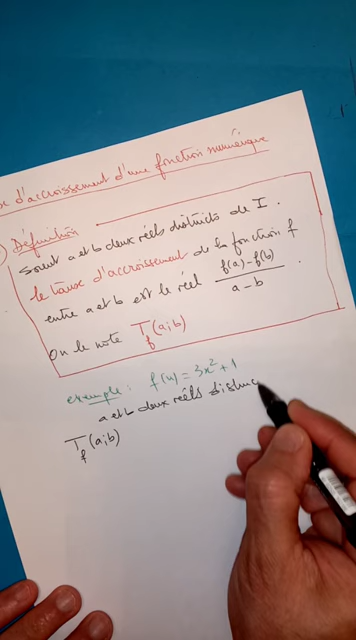 d'accroissement d'une fonction numérique
) Définition
Soient a et b deux réels distincts de I.
le taux d'accroissement de la fonction f
entre a et b est le réel f(a)-f(b) / a-b .
On le note T_f(a;b)
exemple: f(x) = 3x²+1
a et b deux réels distinc
T_f(a;b)